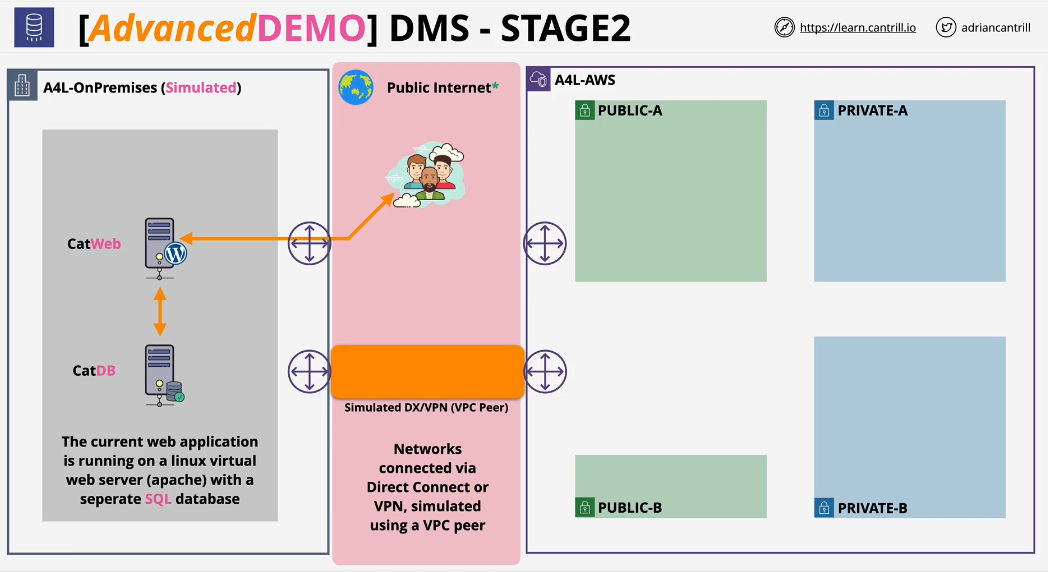 [AdvancedDEMO] DMS - STAGE2
https://learn.cantrill.io
adriancantrill
A4L-OnPremises (Simulated)
Public Internet*
A4L-AWS
PUBLIC-A
PRIVATE-A
CatWeb
CatDB
Simulated DX/VPN (VPC Peer)
The current web application
is running on a linux virtual
web server (apache) with a
seperate SQL database
Networks
connected via
Direct Connect or
VPN, simulated
using a VPC peer
PUBLIC-B
PRIVATE-B